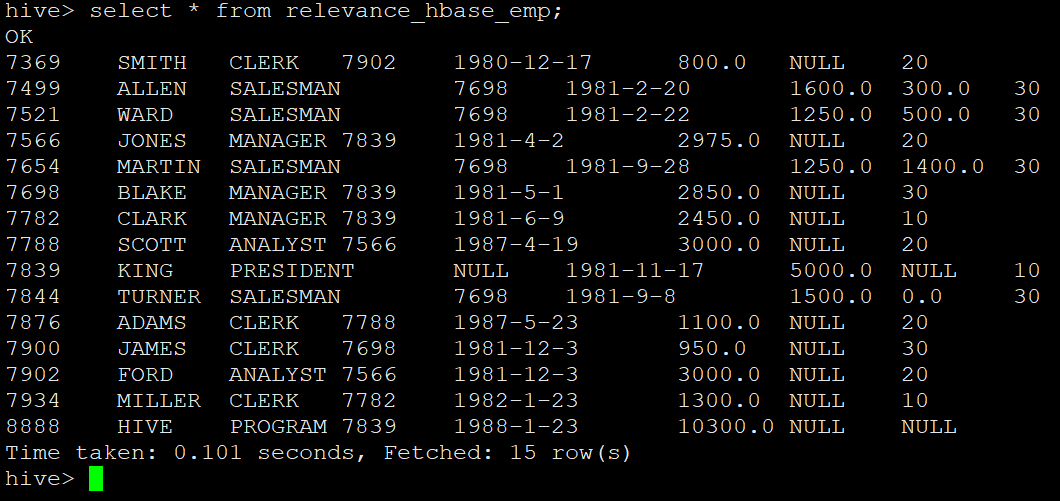 hive> select * from relevance_hbase_emp;
OK
7369	SMITH	CLERK	7902	1980-12-17	800.0	NULL	20
7499	ALLEN	SALESMAN	7698	1981-2-20	1600.0	300.0	30
7521	WARD	SALESMAN	7698	1981-2-22	1250.0	500.0	30
7566	JONES	MANAGER	7839	1981-4-2	2975.0	NULL	20
7654	MARTIN	SALESMAN	7698	1981-9-28	1250.0	1400.0	30
7698	BLAKE	MANAGER	7839	1981-5-1	2850.0	NULL	30
7782	CLARK	MANAGER	7839	1981-6-9	2450.0	NULL	10
7788	SCOTT	ANALYST	7566	1987-4-19	3000.0	NULL	20
7839	KING	PRESIDENT	NULL	1981-11-17	5000.0	NULL	10
7844	TURNER	SALESMAN	7698	1981-9-8	1500.0	0.0	30
7876	ADAMS	CLERK	7788	1987-5-23	1100.0	NULL	20
7900	JAMES	CLERK	7698	1981-12-3	950.0	NULL	30
7902	FORD	ANALYST	7566	1981-12-3	3000.0	NULL	20
7934	MILLER	CLERK	7782	1982-1-23	1300.0	NULL	10
8888	HIVE	PROGRAM	7839	1988-1-23	10300.0	NULL	NULL
Time taken: 0.101 seconds, Fetched: 15 row(s)
hive>